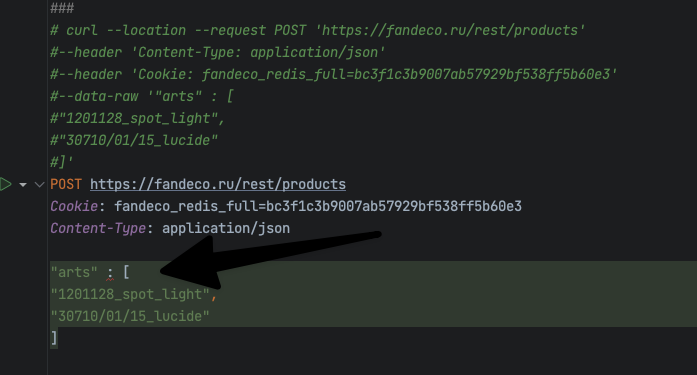 ###
# curl --location --request POST 'https://fandeco.ru/rest/products'
#--header 'Content-Type: application/json'
#--header 'Cookie: fandeco_redis_full=bc3f1c3b9007ab57929bf538ff5b60e3'
#--data-raw '"arts" : [
#"1201128_spot_light",
#"30710/01/15_lucide"
#]'
POST https://fandeco.ru/rest/products
Cookie: fandeco_redis_full=bc3f1c3b9007ab57929bf538ff5b60e3
Content-Type: application/json
"arts" : [
"1201128_spot_light",
"30710/01/15_lucide"
]